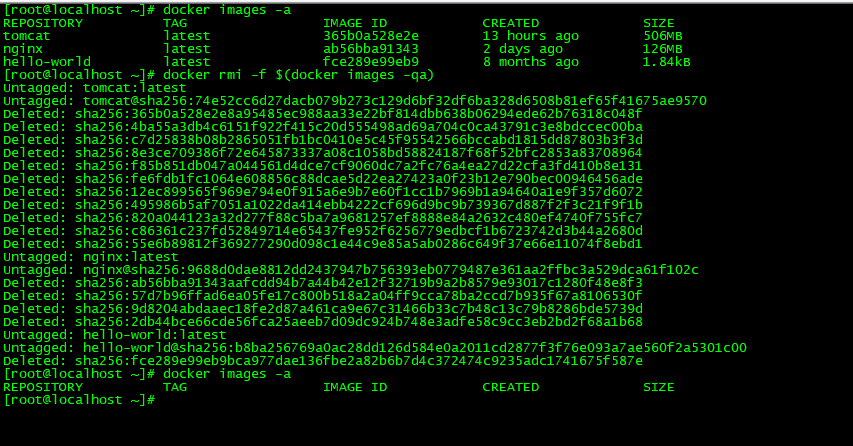 [root@localhost ~]# docker images -a
REPOSITORY TAG IMAGE ID CREATED SIZE
tomcat latest 365b0a528e2e 13 hours ago 506MB
nginx latest ab56bba91343 2 days ago 126MB
hello-world latest fce289e99eb9 8 months ago 1.84kB
[root@localhost ~]# docker rmi -f $(docker images -qa)
Untagged: tomcat:latest
Untagged: tomcat@sha256:74e52cc6d27dacb079b273c129d6bf32df6ba328d6508b81ef65f41675ae9570
Deleted: sha256:365b0a528e2e8a95485ec988aa33e22bf814dbb638b06294ede62b76318c048f
Deleted: sha256:4ba55a3db4c6151f922f415c20d555498ad69a704c0ca43791c3e8bdccec00ba
Deleted: sha256:c7d25838b08b2865051fb1bc0410e5c45f95542566bccabd1815dd87803b3f3d
Deleted: sha256:8e3ce709386f72e645873337a08c1058bd58824187f68f52bfc2853a83708964
Deleted: sha256:f85b851db047a044561d4dce7cf9060dc7a2fc76a4ea27d22cfa3fd410b8e131
Deleted: sha256:fe6fdb1fc1064e608856c88dcae5d22ea27423a0f23b12e790bec00946456ade
Deleted: sha256:12ec899565f969e794e0f915a6e9b7e60f1cc1b7969b1a94640a1e9f357d6072
Deleted: sha256:495986b5af7051a1022da414ebb4222cf696d9bc9b739367d887f2f3c21f9f1b
Deleted: sha256:820a044123a32d277f88c5ba7a9681257ef8888e84a2632c480ef4740f755fc7
Deleted: sha256:c86361c237fd52849714e65437fe952f6256779edbcf1b6723742d3b44a2680d
Deleted: sha256:55e6b89812f369277290d098c1e44c9e85a5ab0286c649f37e66e11074f8ebd1
Untagged: nginx:latest
Untagged: nginx@sha256:9688d0dae8812dd2437947b756393eb0779487e361aa2ffbc3a529dca61f102c
Deleted: sha256:ab56bba91343aafcdd94b7a44b42e12f32719b9a2b8579e93017c1280f48e8f3
Deleted: sha256:57d7b96ffad6ea05fe17c800b518a2a04ff9cca78ba2ccd7b935f67a8106530f
Deleted: sha256:9d8204abdaaec18fe2d87a461ca9e67c31466b33c7b48c13c79b8286bde5739d
Deleted: sha256:2db44bce66cde56fca25aeeb7d09dc924b748e3adfe58c9cc3eb2bd2f68a1b68
Untagged: hello-world:latest
Untagged: hello-world@sha256:b8ba256769a0ac28dd126d584e0a2011cd2877f3f76e093a7ae560f2a5301c00
Deleted: sha256:fce289e99eb9bca977dae136fbe2a82b6b7d4c372474c9235adc1741675f587e
[root@localhost ~]# docker images -a
REPOSITORY TAG IMAGE ID CREATED SIZE
[root@localhost ~]#